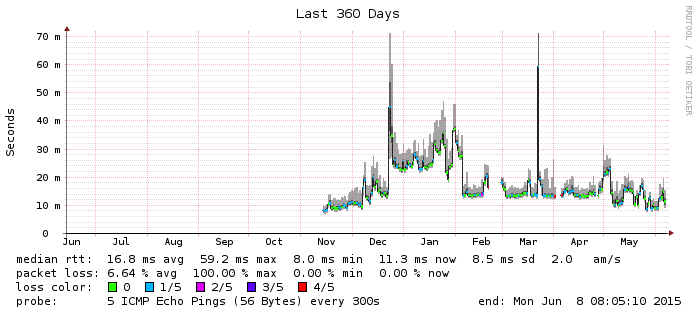 Last 360 Days
RRDTOOL / TOBI OETIKER
Seconds
70 m
60 m
50 m
40 m
30 m
20 m
10 m
0
Jun Jul Aug Sep Oct Nov Dec Jan Feb Mar Apr May
median rtt: 16.8 ms avg 59.2 ms max 8.0 ms min 11.3 ms now 8.5 ms sd 2.0 am/s
packet loss: 6.64 % avg 100.00 % max 0.00 % min 0.00 % now
loss color: 0 1/5 2/5 3/5 4/5
probe: 5 ICMP Echo Pings (56 Bytes) every 300s end: Mon Jun 8 08:05:10 2015